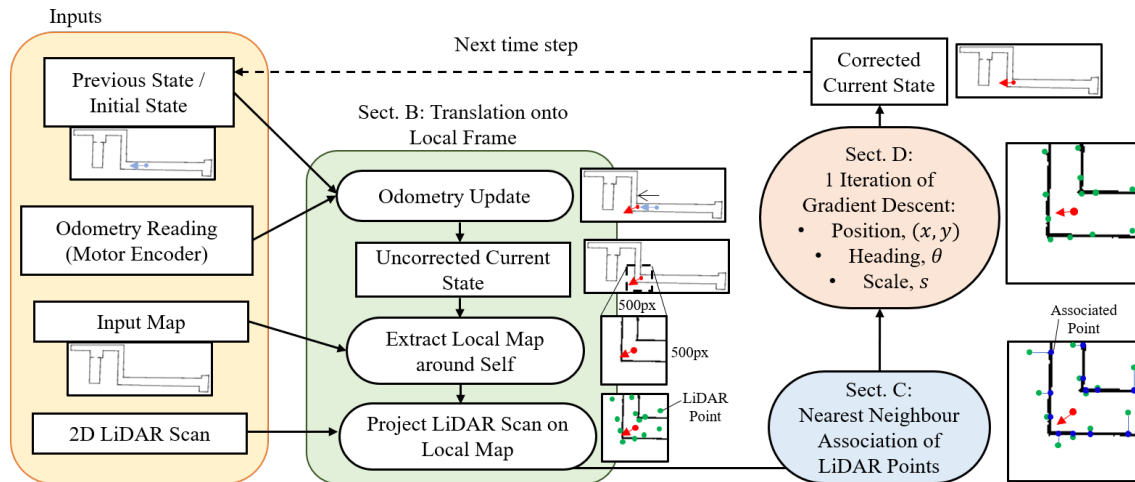 Inputs
Previous State /
Initial State
Odometry Reading
(Motor Encoder)
Input Map
2D LiDAR Scan
Next time step
Sect. B: Translation onto
Local Frame
Odometry Update
Uncorrected Current
State
Extract Local Map
around Self
Project LiDAR Scan on
Local Map
500px
500px
LiDAR
Point
Corrected
Current State
Sect. D:
1 Iteration of
Gradient Descent:
• Position, (x, y)
• Heading, θ
• Scale, s
Associated
Point
Sect. C:
Nearest Neighbour
Association of
LiDAR Points